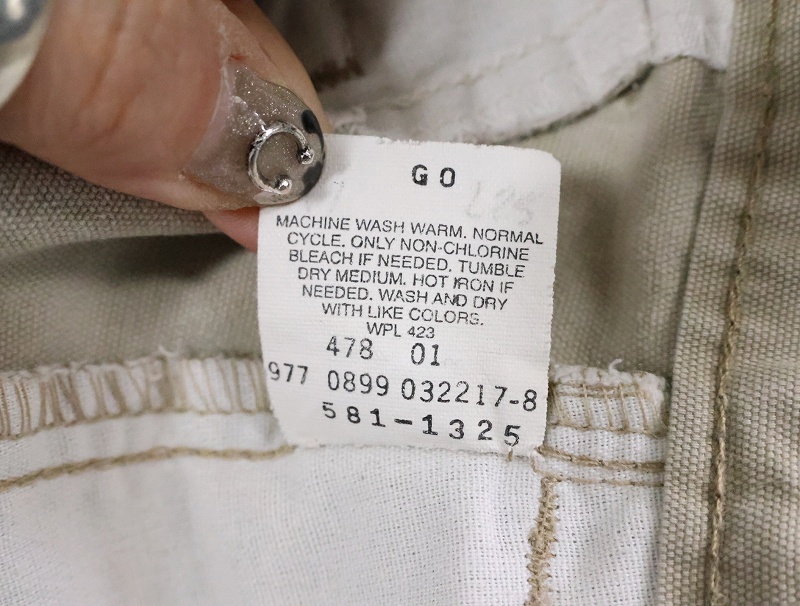 GO
MACHINE WASH WARM. NORMAL
CYCLE. ONLY NON-CHLORINE
BLEACH IF NEEDED. TUMBLE
DRY MEDIUM. HOT IRON IF
NEEDED. WASH AND DRY
WITH LIKE COLORS.
WPL 423
478 01
977 0899 032217-8
581-1325